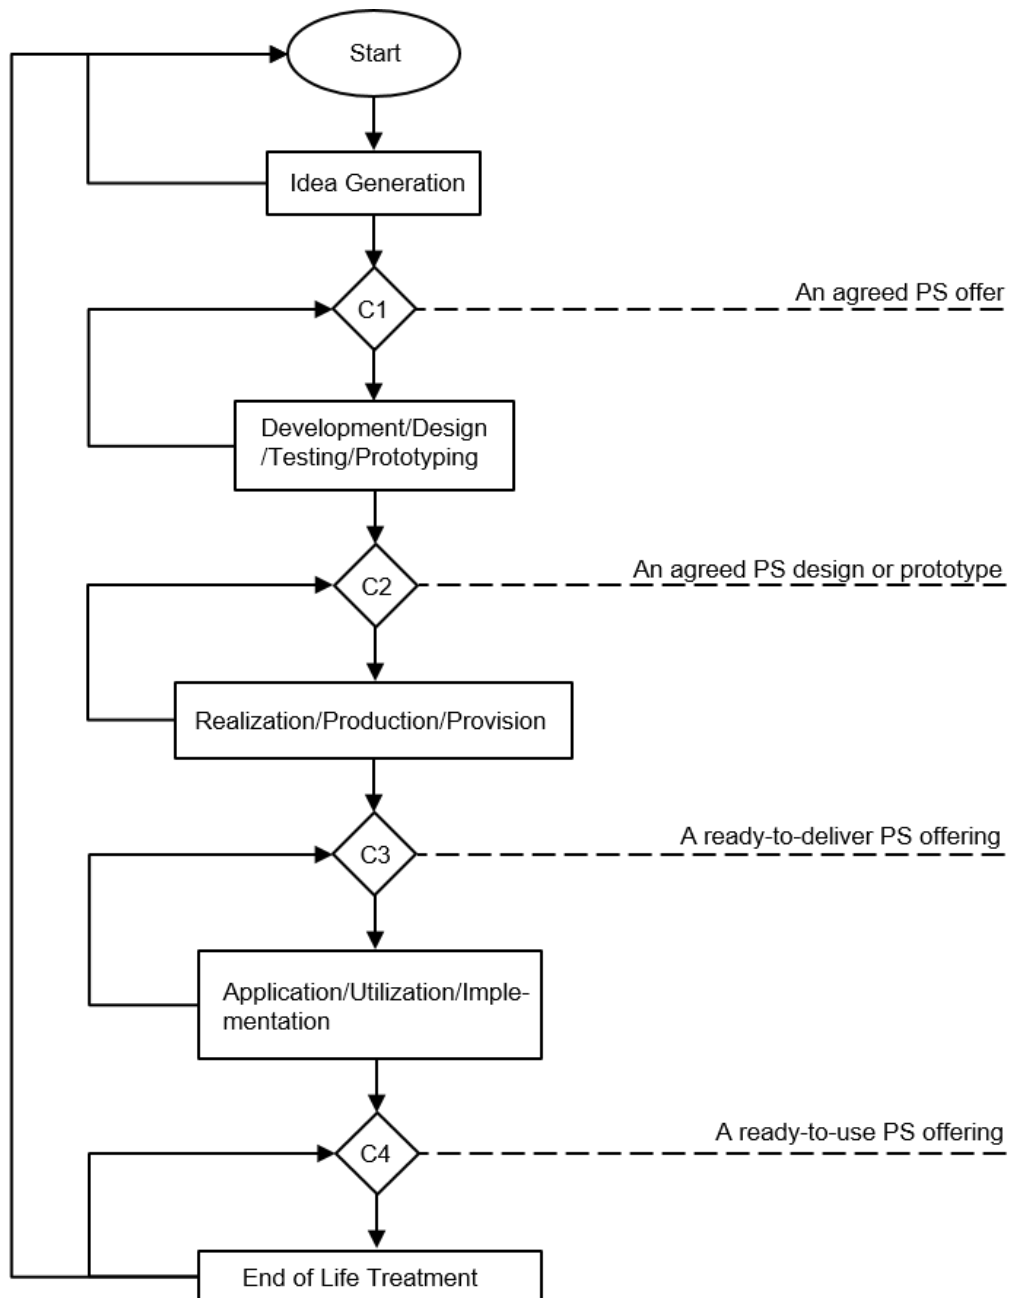 Start
Idea Generation
An agreed PS offer
C1
Development/Design
/Testing/Prototyping
An agreed PS design or prototype
C2
Realization/Production/Provision
A ready-to-deliver PS offering
C3
Application/Utilization/Imple-
mentation
A ready-to-use PS offering
C4
End of Life Treatment